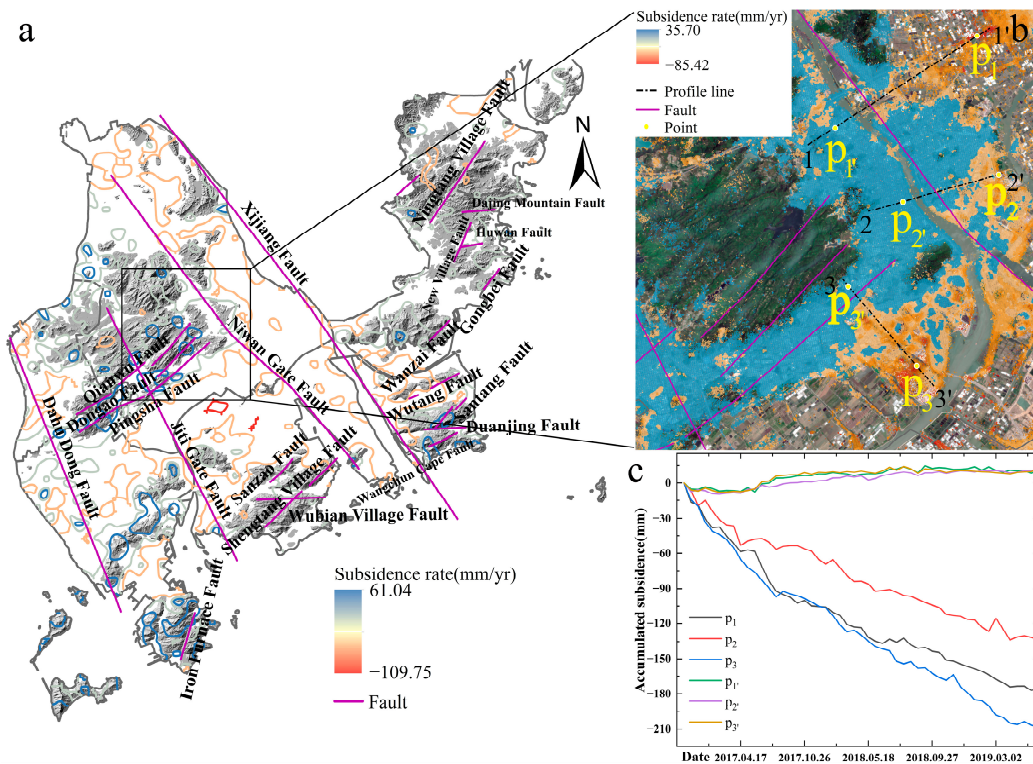 a
Xijiang Fault
Yingtang Village Fault
N
Dajing Mountain Fault
Huwan Fault
New Village Fault
Gongbei Fault
Niwan Gate Fault
Wanzai Fault
Wutang Fault
Santang Fault
Duanjing Fault
Cape Fault
Qianwu Fault
Dongao Fault
Pingsha Fault
Dahu Dong Fault
Jiti Gate Fault
Sanzao Fault
Shengtang Village Fault
Wubian Village Fault
Iron Furnace Fault
Subsidence rate(mm/yr)
61.04
−109.75
Fault
Subsidence rate(mm/yr)
35.70
−85.42
Profile line
Fault
Point
b
1'
p1
1
p1'
2'
p2
2
p2'
3
p3'
p3
3'
c
Accumulated subsidence(mm)
0
-30
-60
-90
-120
-150
-180
-210
p1
p2
p3
p1'
p2'
p3'
Date 2017.04.17 2017.10.26 2018.05.18 2018.09.27 2019.03.02